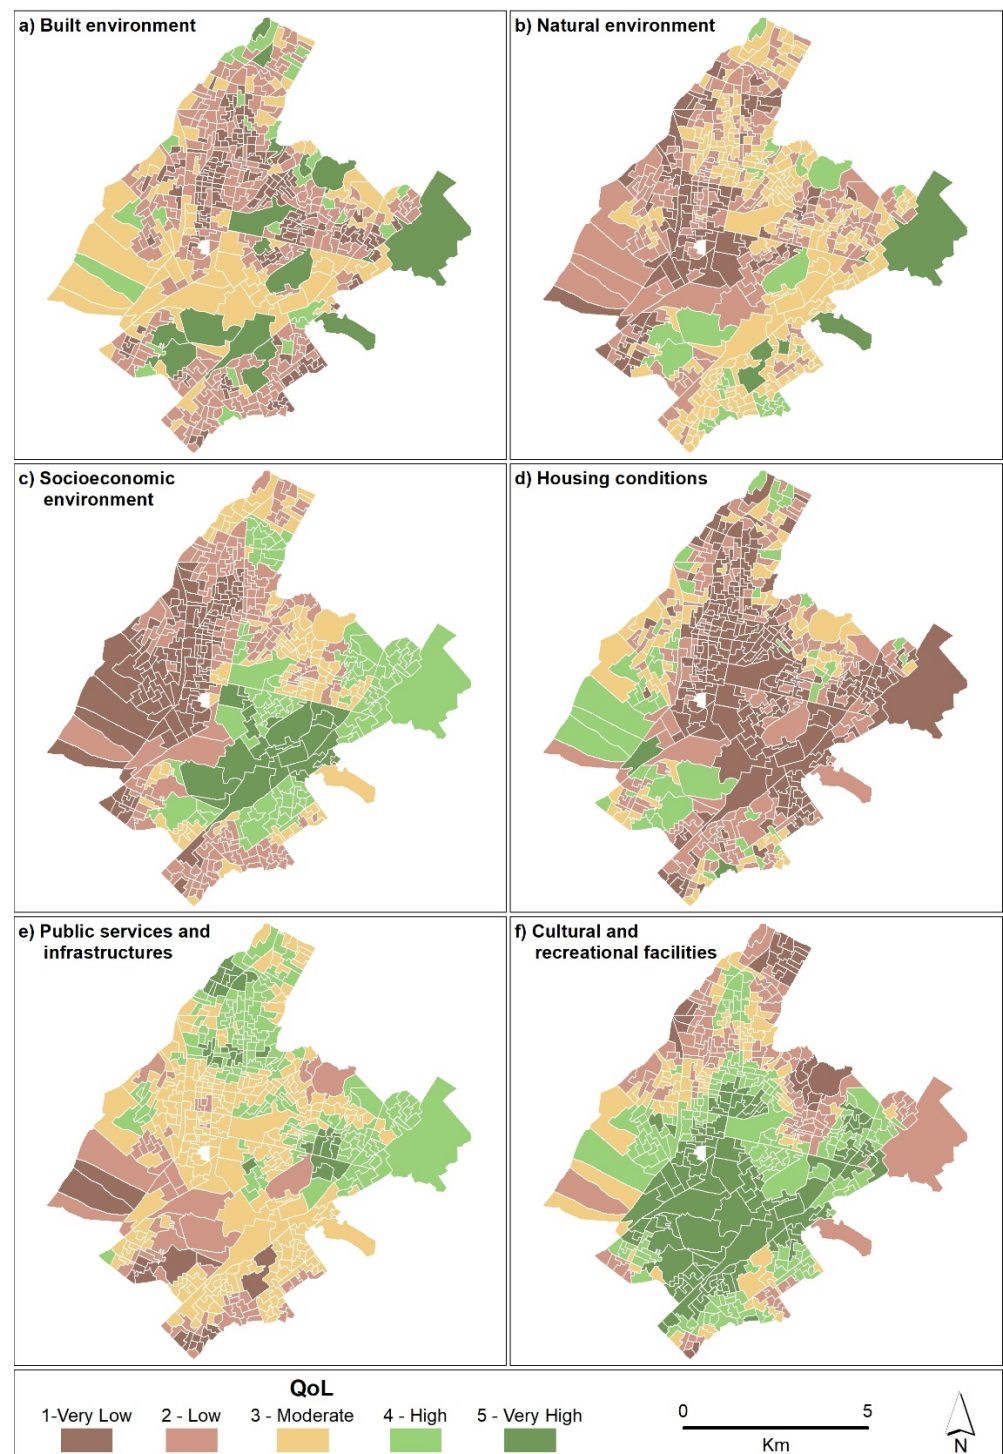 a) Built environment
b) Natural environment
c) Socioeconomic
environment
d) Housing conditions
e) Public services and
infrastructures
f) Cultural and
recreational facilities
QoL
1-Very Low
2 - Low
3 - Moderate
4 - High
5 - Very High
0
5
Km
N